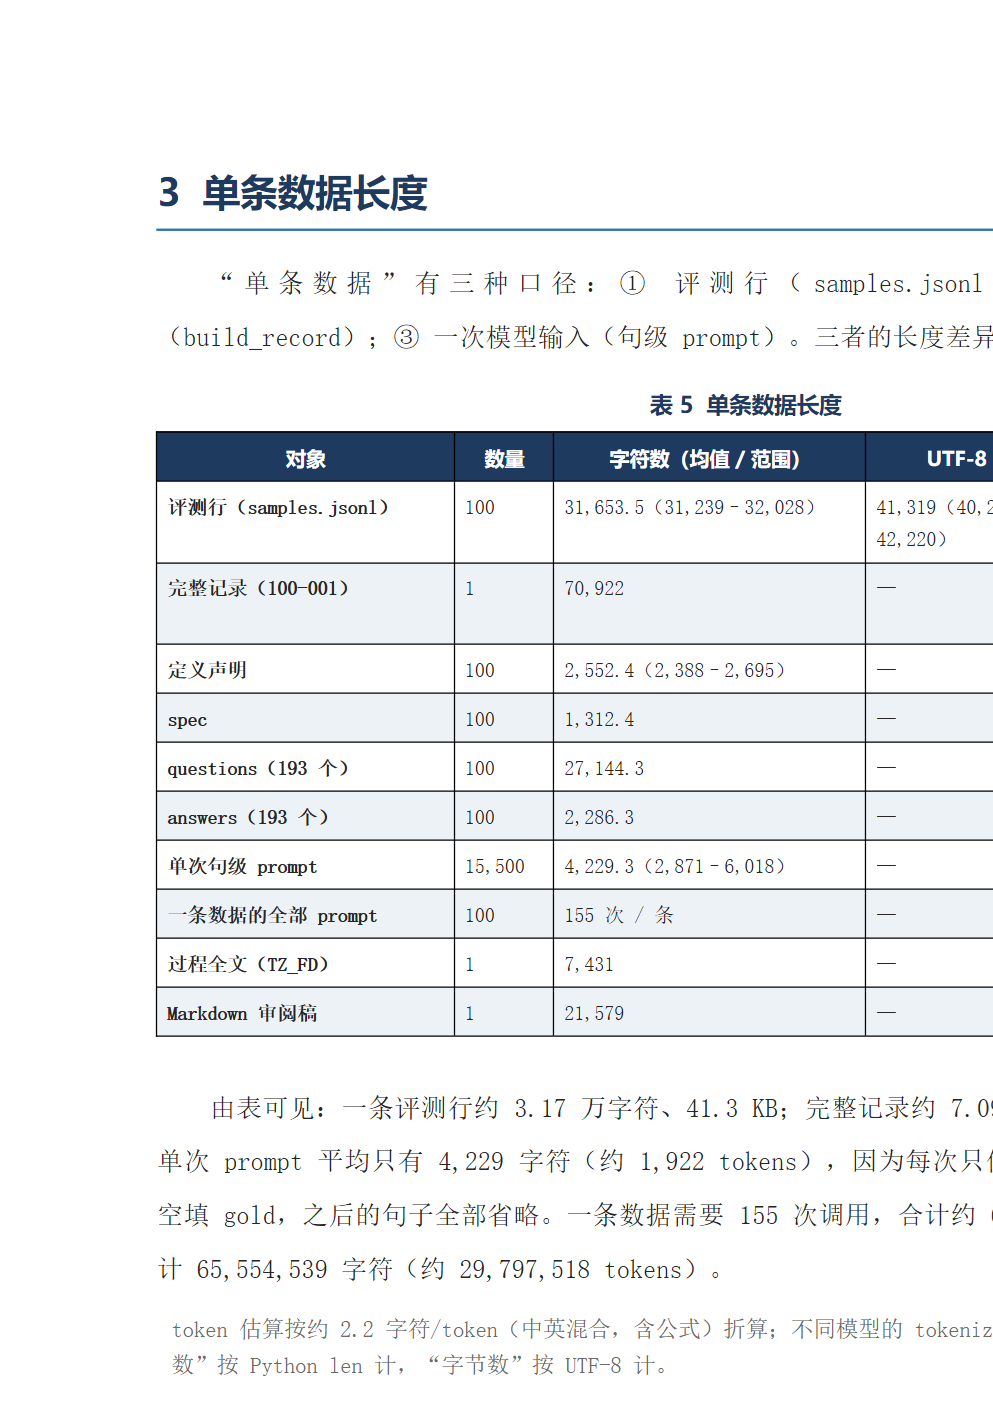 3 单条数据长度
“单条数据”有三种口径：① 评测行（samples.jsonl
（build_record）；③ 一次模型输入（句级 prompt）。三者的长度差异
表 5 单条数据长度
对象 数量 字符数（均值 / 范围） UTF-8
评测行（samples.jsonl） 100 31,653.5（31,239–32,028） 41,319（40,2
42,220）
完整记录（100-001） 1 70,922 —
定义声明 100 2,552.4（2,388–2,695） —
spec 100 1,312.4 —
questions（193 个） 100 27,144.3 —
answers（193 个） 100 2,286.3 —
单次句级 prompt 15,500 4,229.3（2,871–6,018） —
一条数据的全部 prompt 100 155 次 / 条 —
过程全文（TZ_FD） 1 7,431 —
Markdown 审阅稿 1 21,579 —
由表可见：一条评测行约 3.17 万字符、41.3 KB；完整记录约 7.09
单次 prompt 平均只有 4,229 字符（约 1,922 tokens），因为每次只
空填 gold，之后的句子全部省略。一条数据需要 155 次调用，合计约
计 65,554,539 字符（约 29,797,518 tokens）。
token 估算按约 2.2 字符/token（中英混合，含公式）折算；不同模型的 tokeniz
数”按 Python len 计，“字节数”按 UTF-8 计。